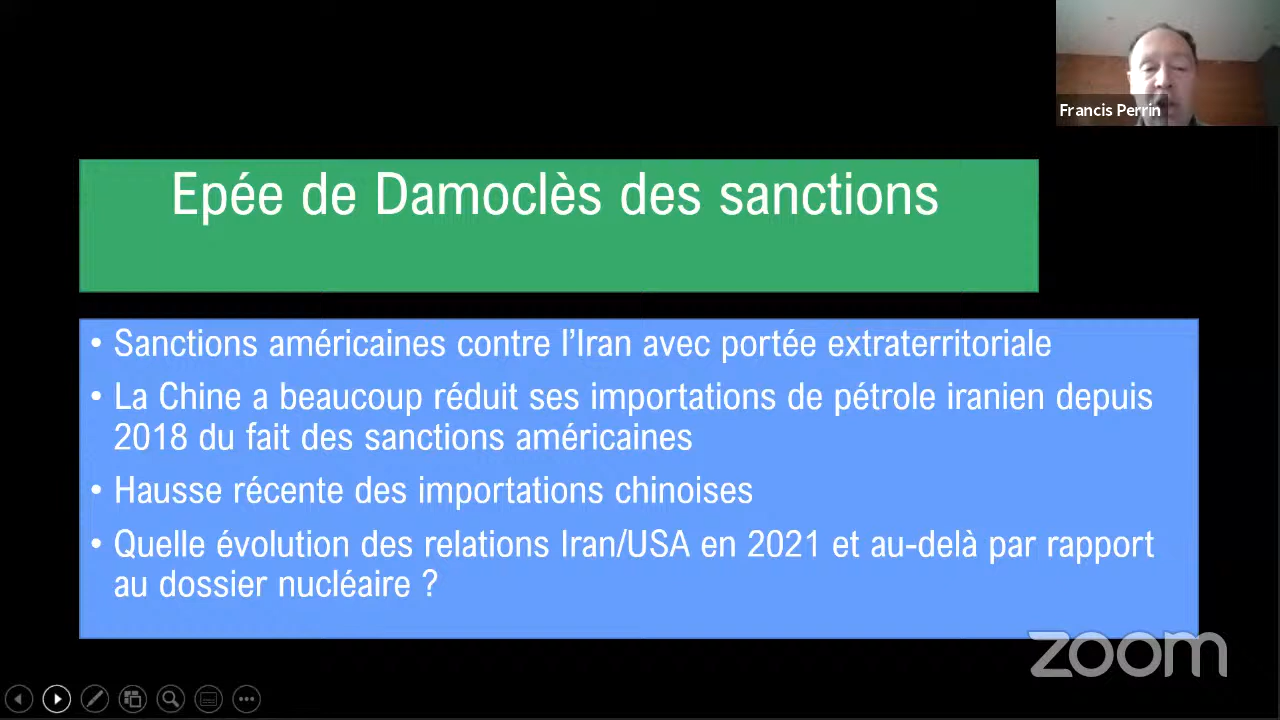 Francis Perrin
Epée de Damoclès des sanctions
• Sanctions américaines contre l’Iran avec portée extraterritoriale
• La Chine a beaucoup réduit ses importations de pétrole iranien depuis
2018 du fait des sanctions américaines
• Hausse récente des importations chinoises
• Quelle évolution des relations Iran/USA en 2021 et au-delà par rapport
au dossier nucléaire ?
zoom